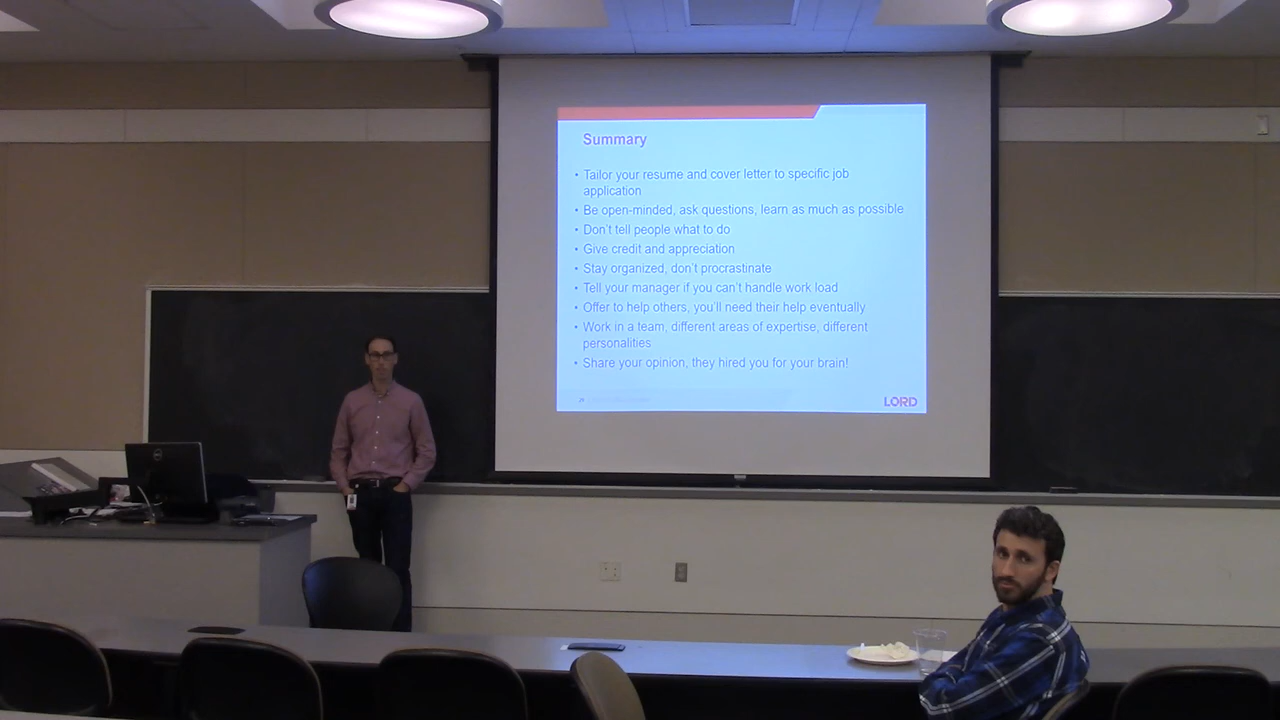 Summary
• Tailor your resume and cover letter to specific job
application
• Be open-minded, ask questions, learn as much as possible
• Don't tell people what to do
• Give credit and appreciation
• Stay organized, don't procrastinate
• Tell your manager if you can't handle work load
• Offer to help others, you'll need their help eventually
• Work in a team, different areas of expertise, different
personalities
• Share your opinion, they hired you for your brain!
LORD